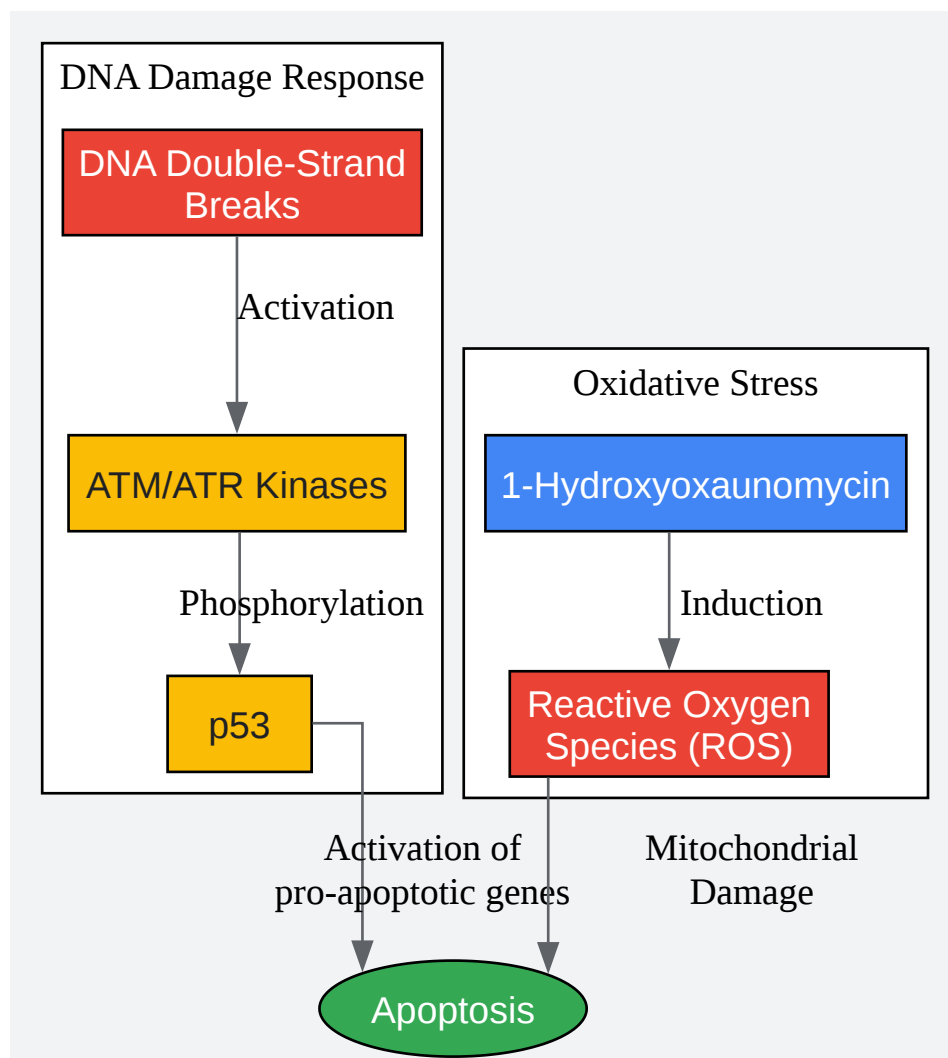 DNA Damage Response
DNA Double-Strand
Breaks
Activation
ATM/ATR Kinases
Phosphorylation
p53
Oxidative Stress
1-Hydroxyoxaunomycin
Induction
Reactive Oxygen
Species (ROS)
Activation of
pro-apoptotic genes
Mitochondrial
Damage
Apoptosis